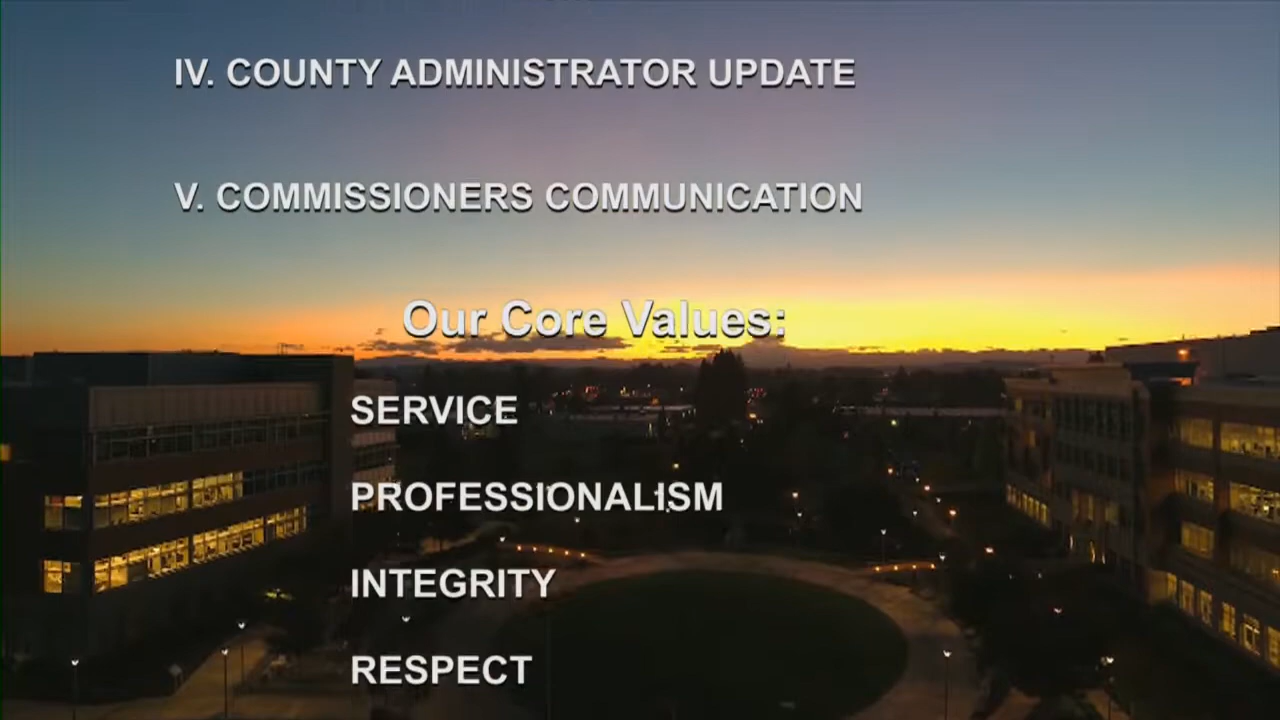 IV. COUNTY ADMINISTRATOR UPDATE
V. COMMISSIONERS COMMUNICATION
Our Core Values:
SERVICE
PROFESSIONALISM
INTEGRITY
RESPECT